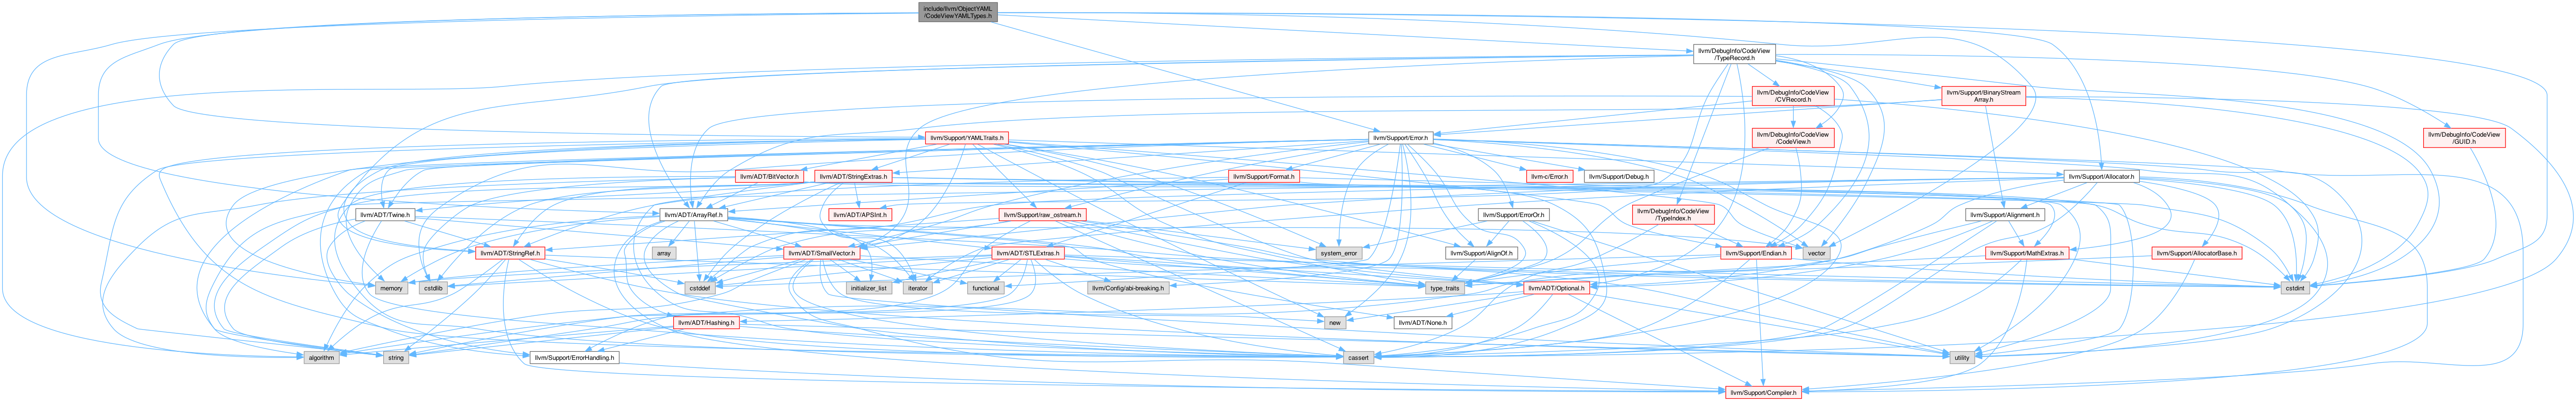 include/llvm/ObjectYAML
/CodeViewYAMLTypes.h
llvm/DebugInfo/CodeView
/TypeRecord.h
llvm/DebugInfo/CodeView
/CVRecord.h
llvm/Support/BinaryStream
Array.h
llvm/Support/YAMLTraits.h
llvm/Support/Error.h
llvm/DebugInfo/CodeView
/CodeView.h
llvm/DebugInfo/CodeView
/GUID.h
llvm/ADT/BitVector.h
llvm/ADT/StringExtras.h
llvm/Support/Format.h
llvm-c/Error.h
llvm/Support/Debug.h
llvm/Support/Allocator.h
llvm/ADT/Twine.h
llvm/ADT/ArrayRef.h
llvm/ADT/APSInt.h
llvm/Support/raw_ostream.h
llvm/Support/ErrorOr.h
llvm/DebugInfo/CodeView
/TypeIndex.h
llvm/Support/Alignment.h
llvm/ADT/StringRef.h
array
llvm/ADT/SmallVector.h
llvm/ADT/STLExtras.h
system_error
llvm/Support/AlignOf.h
llvm/Support/Endian.h
vector
llvm/Support/MathExtras.h
llvm/Support/AllocatorBase.h
memory
cstdlib
cstddef
initializer_list
iterator
functional
llvm/Config/abi-breaking.h
type_traits
llvm/ADT/Optional.h
cstdint
llvm/ADT/Hashing.h
new
llvm/ADT/None.h
algorithm
string
llvm/Support/ErrorHandling.h
cassert
utility
llvm/Support/Compiler.h